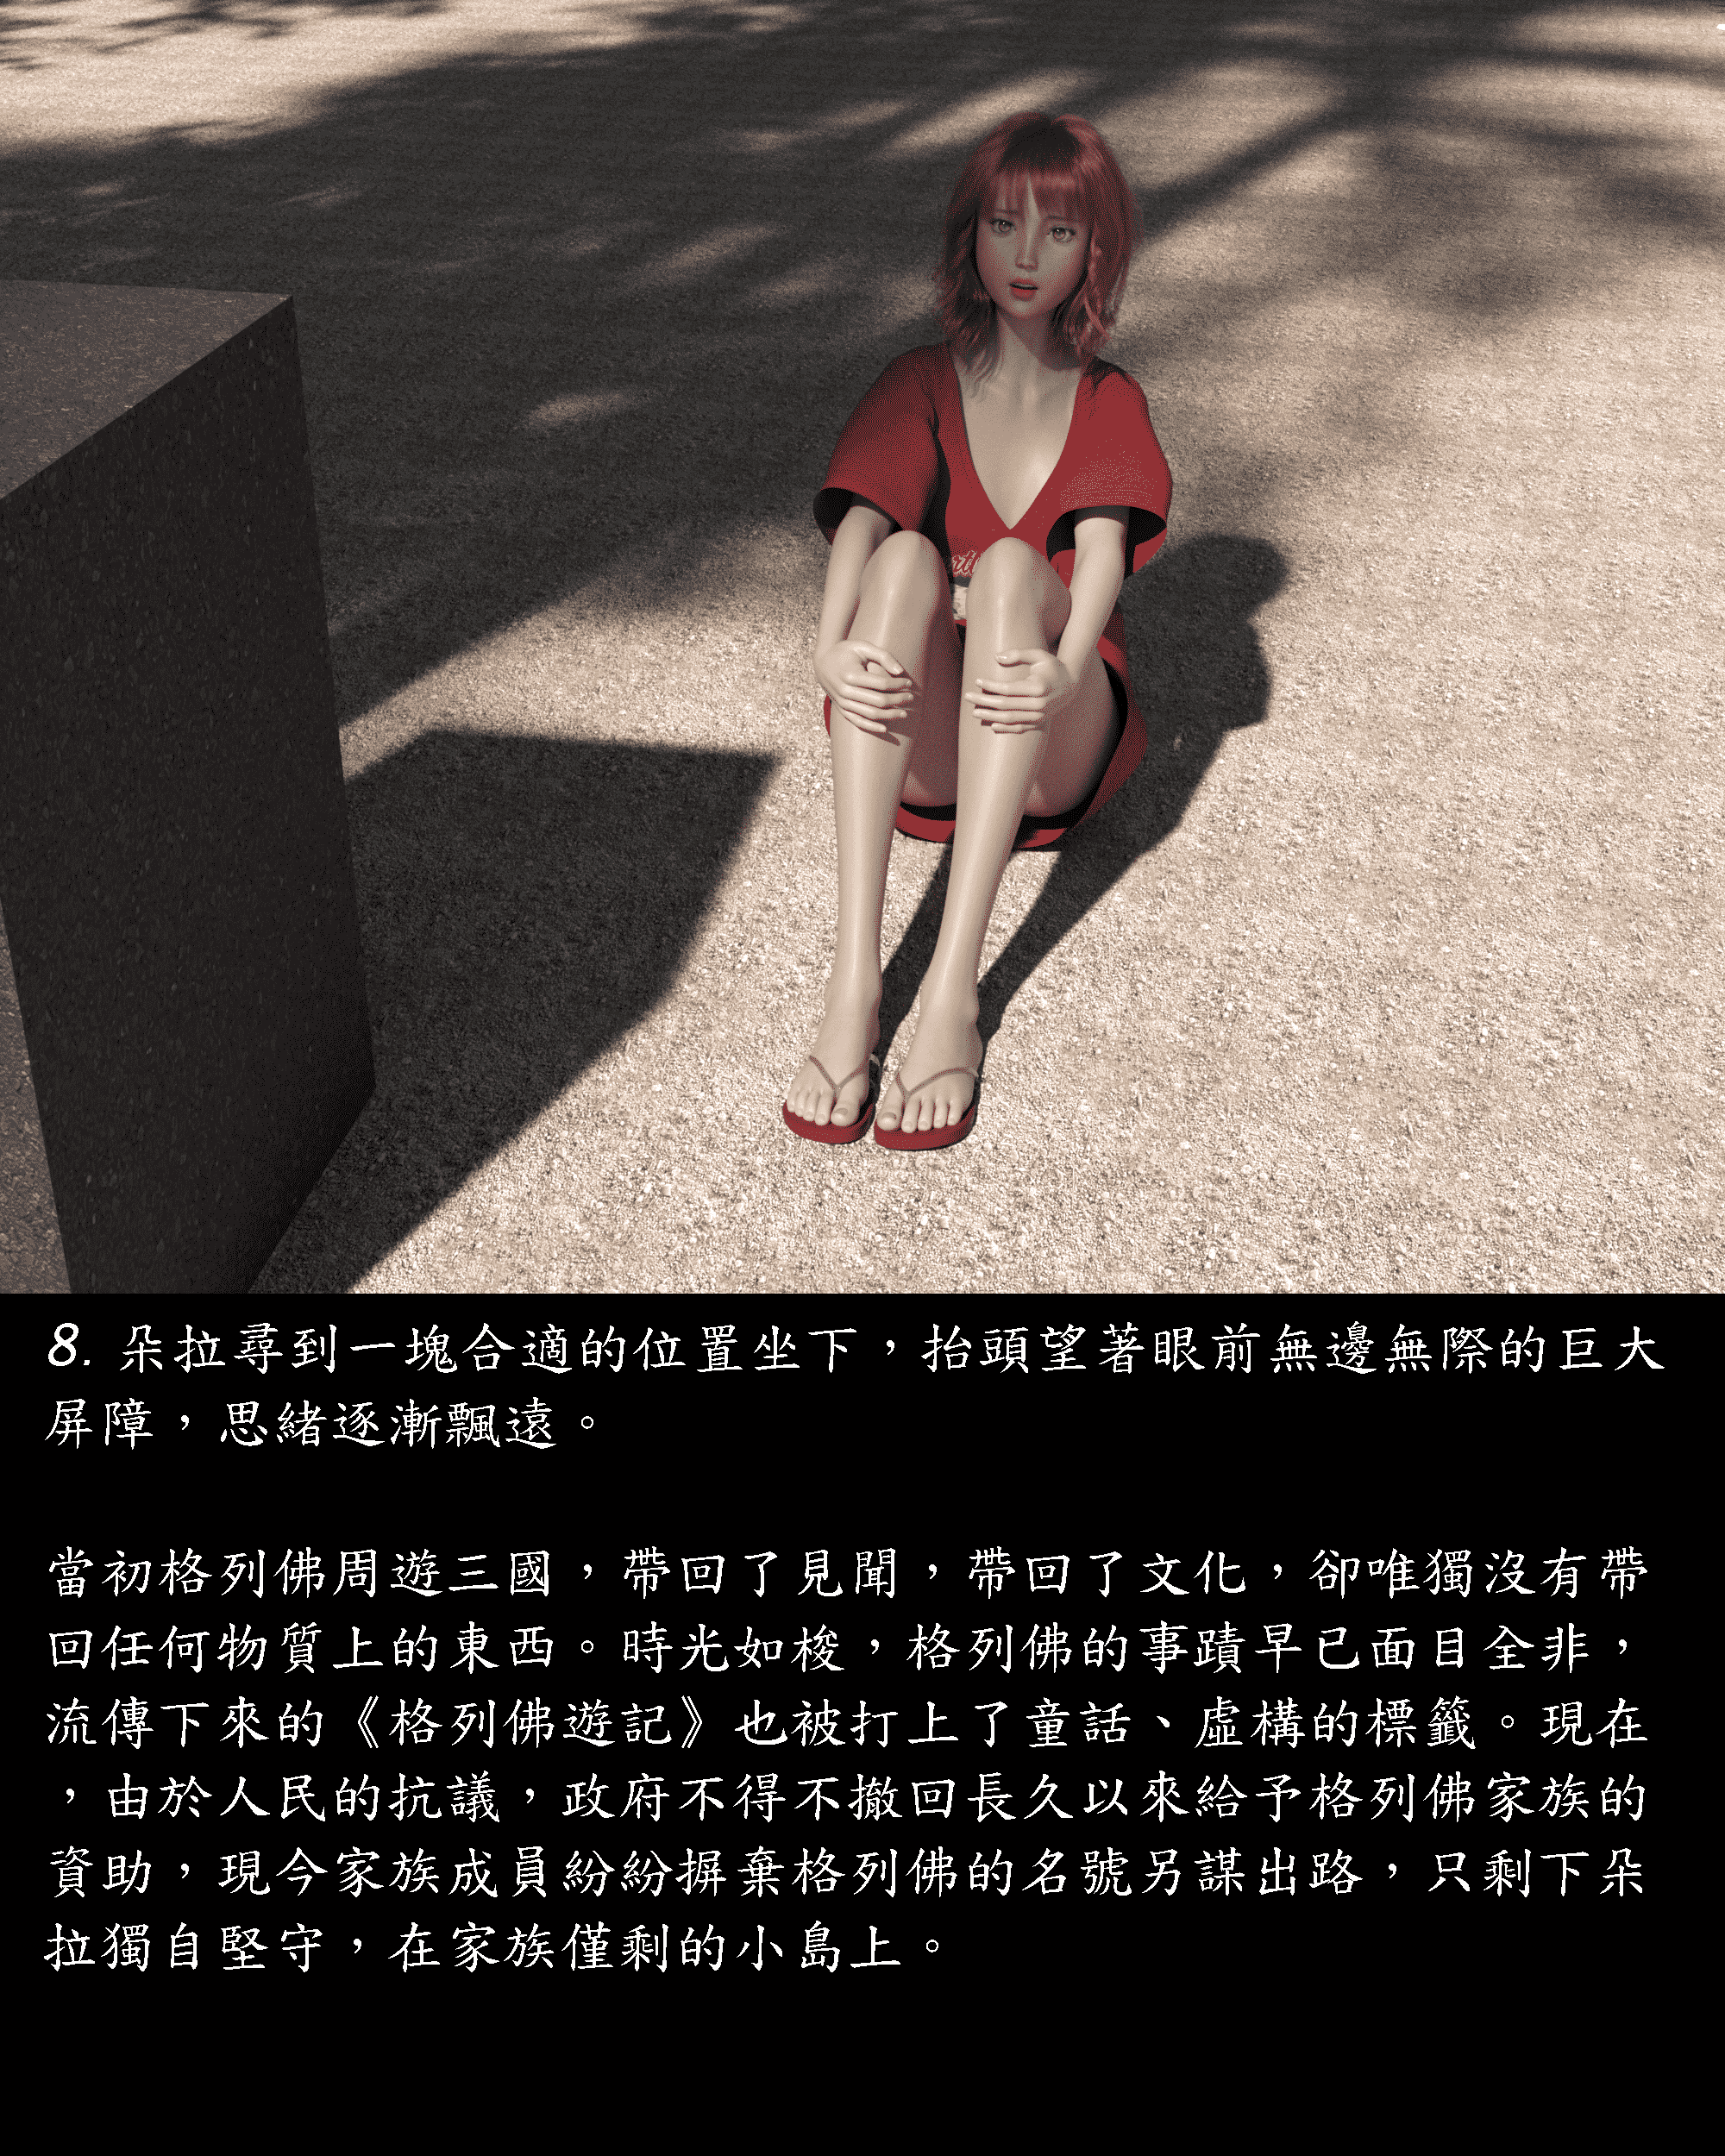 8. 朵拉尋到一塊合適的位置坐下，抬頭望著眼前無邊無際的巨大
屏障，思緒逐漸飄遠。
當初格列佛周遊三國，帶回了見聞，帶回了文化，卻唯獨沒有帶
回任何物質上的東西。時光如梭，格列佛的事蹟早已面目全非，
流傳下來的《格列佛遊記》也被打上了童話、虛構的標籤。現在
，由於人民的抗議，政府不得不撤回長久以來給予格列佛家族的
資助，現今家族成員紛紛摒棄格列佛的名號另謀出路，只剩下朵
拉獨自堅守，在家族僅剩的小島上。